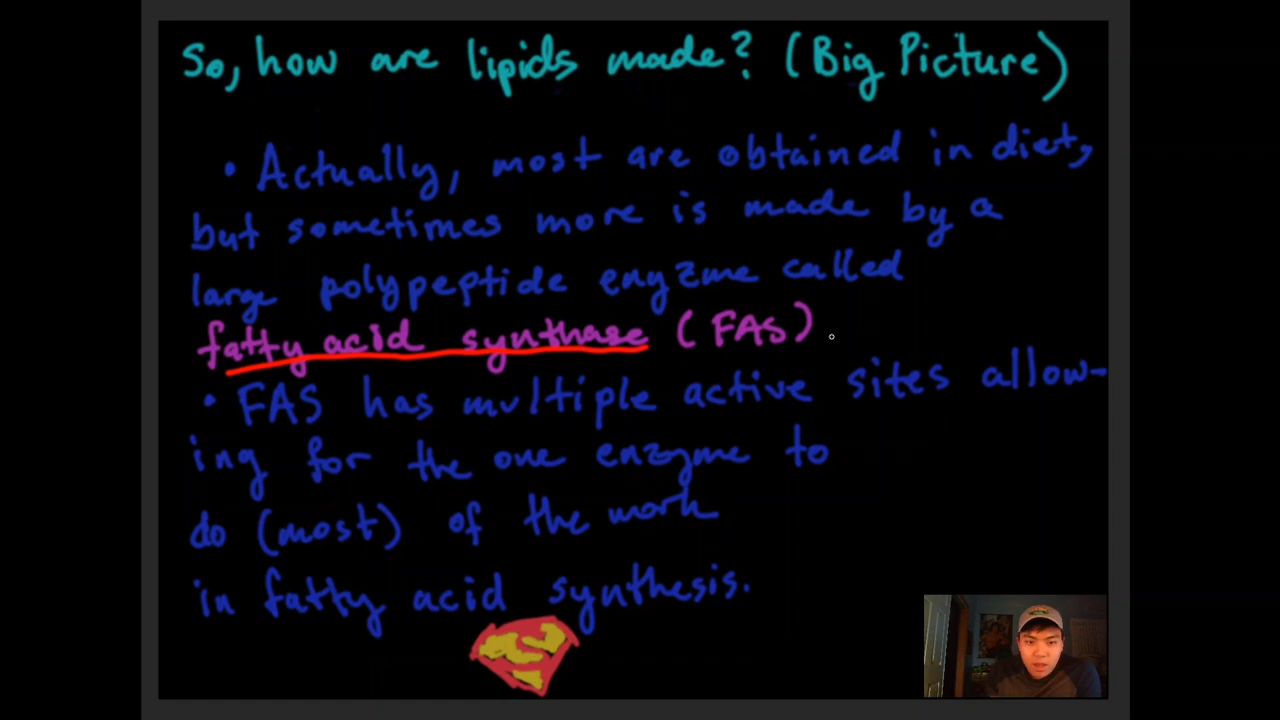 So, how are lipids made? (Big Picture)
• Actually, most are obtained in diet,
but sometimes more is made by a
large polypeptide enyzme called
fatty acid synthase (FAS)
• FAS has multiple active sites allow-
ing for the one enzyme to
do (most) of the work
in fatty acid synthesis.
S